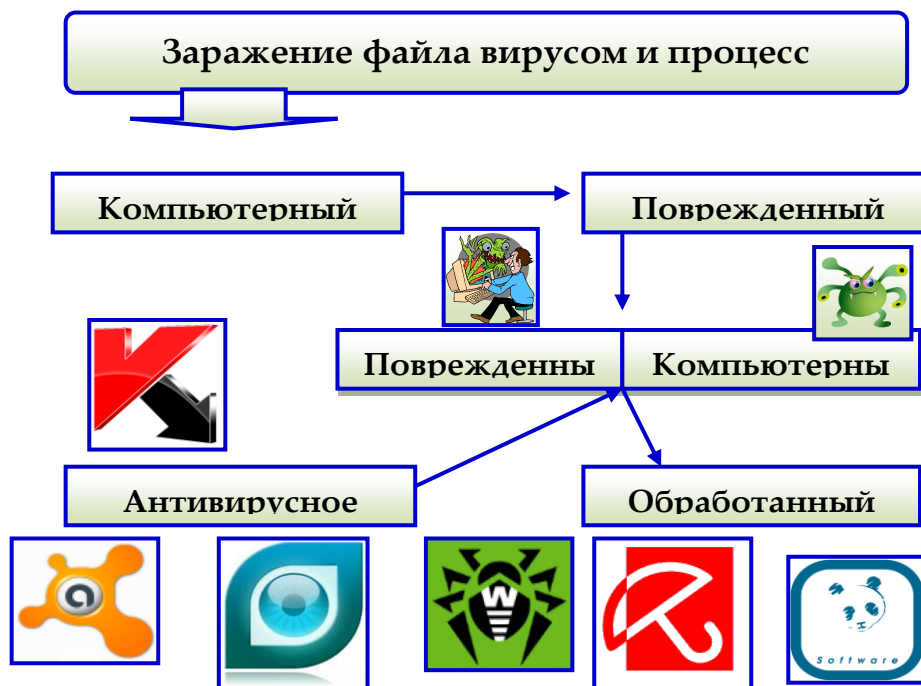 Заражение файла вирусом и процесс
Компьютерный
Поврежденный
Поврежденны
Компьютерны
Антивирусное
Обработанный
a
Software